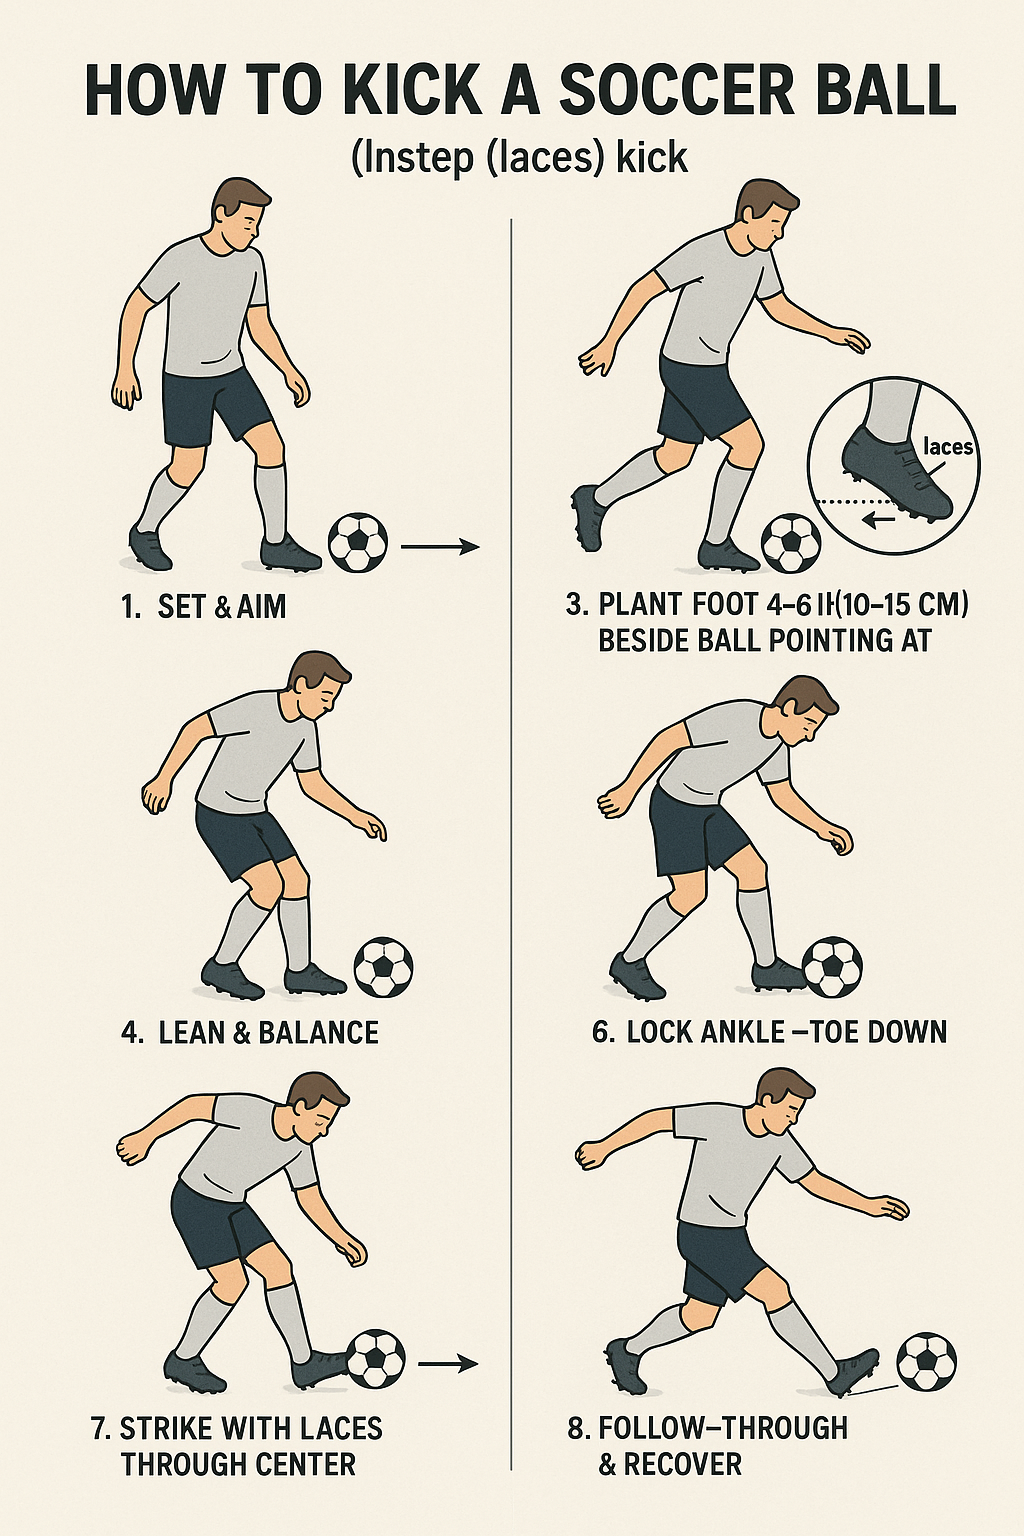 HOW TO KICK A SOCCER BALL
(Instep (laces) kick
1. SET & AIM
laces
3. PLANT FOOT 4–6 (10–15 CM)
BESIDE BALL POINTING AT
4. LEAN & BALANCE
6. LOCK ANKLE –TOE DOWN
7. STRIKE WITH LACES
THROUGH CENTER
8. FOLLOW–THROUGH
& RECOVER